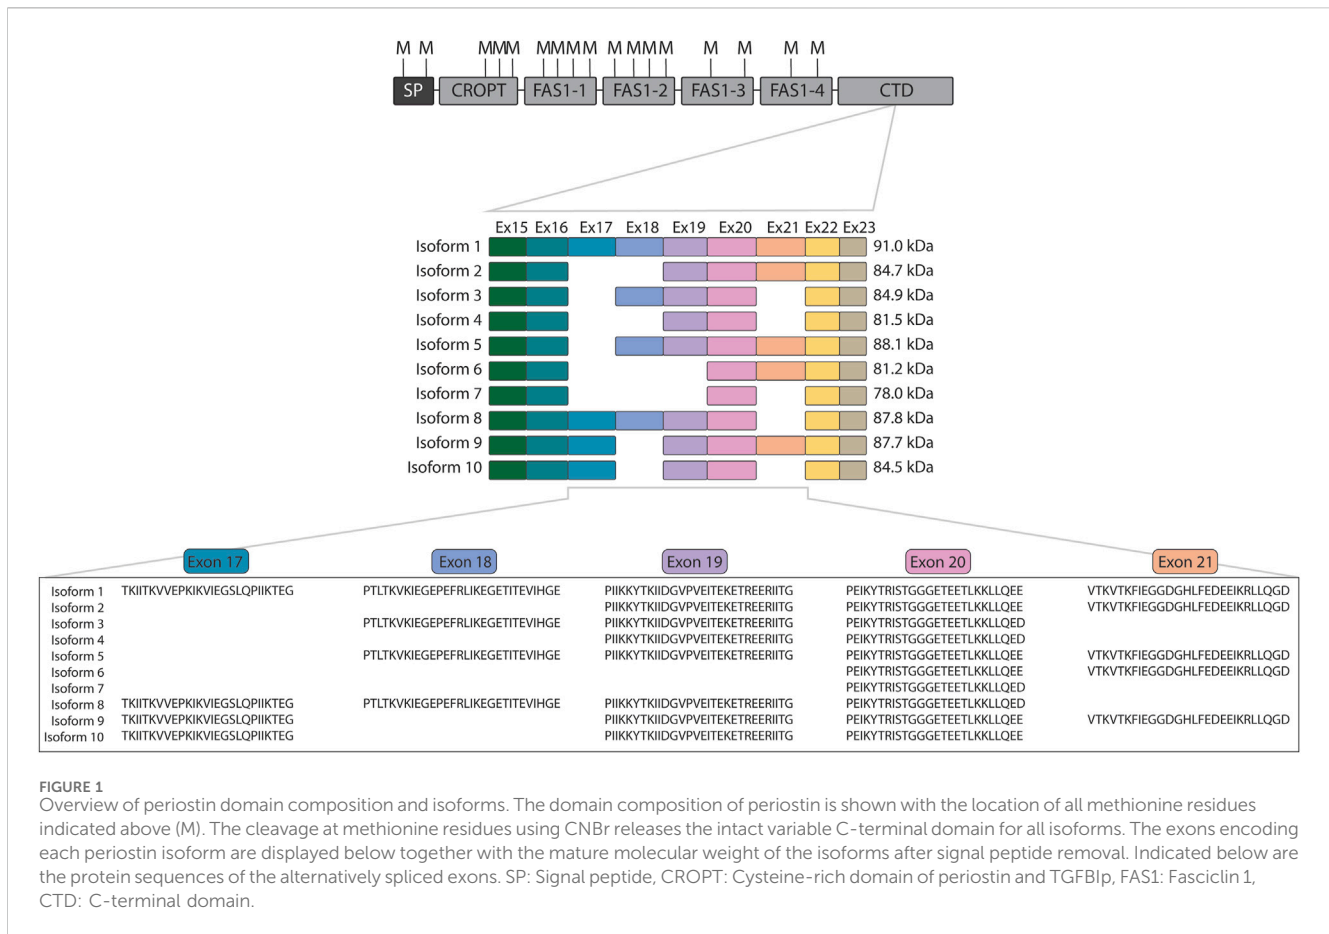 M M M M M M M M M M M M M M M M M
SP CROPT FAS1-1 FAS1-2 FAS1-3 FAS1-4 CTD
Ex15 Ex16 Ex17 Ex18 Ex19 Ex20 Ex21 Ex22 Ex23
Isoform 1 91.0 kDa
Isoform 2 84.7 kDa
Isoform 3 84.9 kDa
Isoform 4 81.5 kDa
Isoform 5 88.1 kDa
Isoform 6 81.2 kDa
Isoform 7 78.0 kDa
Isoform 8 87.8 kDa
Isoform 9 87.7 kDa
Isoform 10 84.5 kDa
Exon 17 Exon 18 Exon 19 Exon 20 Exon 21
Isoform 1 TKIITKVVEPKIKVIEGSLQPIIKTEG PTLTKVKIEGEPEFRLIKEGETITEVIHGE PIIKKYTKIIDGVPVEITEKETREERIITG PEIKYTRISTGGGETEETLKKLLQEE VTKVTKFIEGGDGHLFEDEEIKRLLQGD
Isoform 2 PIIKKYTKIIDGVPVEITEKETREERIITG PEIKYTRISTGGGETEETLKKLLQEE VTKVTKFIEGGDGHLFEDEEIKRLLQGD
Isoform 3 PTLTKVKIEGEPEFRLIKEGETITEVIHGE PIIKKYTKIIDGVPVEITEKETREERIITG PEIKYTRISTGGGETEETLKKLLQED
Isoform 4 PIIKKYTKIIDGVPVEITEKETREERIITG PEIKYTRISTGGGETEETLKKLLQED
Isoform 5 PTLTKVKIEGEPEFRLIKEGETITEVIHGE PIIKKYTKIIDGVPVEITEKETREERIITG PEIKYTRISTGGGETEETLKKLLQEE VTKVTKFIEGGDGHLFEDEEIKRLLQGD
Isoform 6 PEIKYTRISTGGGETEETLKKLLQEE VTKVTKFIEGGDGHLFEDEEIKRLLQGD
Isoform 7 PEIKYTRISTGGGETEETLKKLLQED
Isoform 8 TKIITKVVEPKIKVIEGSLQPIIKTEG PTLTKVKIEGEPEFRLIKEGETITEVIHGE PIIKKYTKIIDGVPVEITEKETREERIITG PEIKYTRISTGGGETEETLKKLLQED
Isoform 9 TKIITKVVEPKIKVIEGSLQPIIKTEG PIIKKYTKIIDGVPVEITEKETREERIITG PEIKYTRISTGGGETEETLKKLLQEE VTKVTKFIEGGDGHLFEDEEIKRLLQGD
Isoform 10 TKIITKVVEPKIKVIEGSLQPIIKTEG PIIKKYTKIIDGVPVEITEKETREERIITG PEIKYTRISTGGGETEETLKKLLQEE
FIGURE 1
Overview of periostin domain composition and isoforms. The domain composition of periostin is shown with the location of all methionine residues
indicated above (M). The cleavage at methionine residues using CNBr releases the intact variable C-terminal domain for all isoforms. The exons encoding
each periostin isoform are displayed below together with the mature molecular weight of the isoforms after signal peptide removal. Indicated below are
the protein sequences of the alternatively spliced exons. SP: Signal peptide, CROPT: Cysteine-rich domain of periostin and TGFBIp, FAS1: Fasciclin 1,
CTD: C-terminal domain.